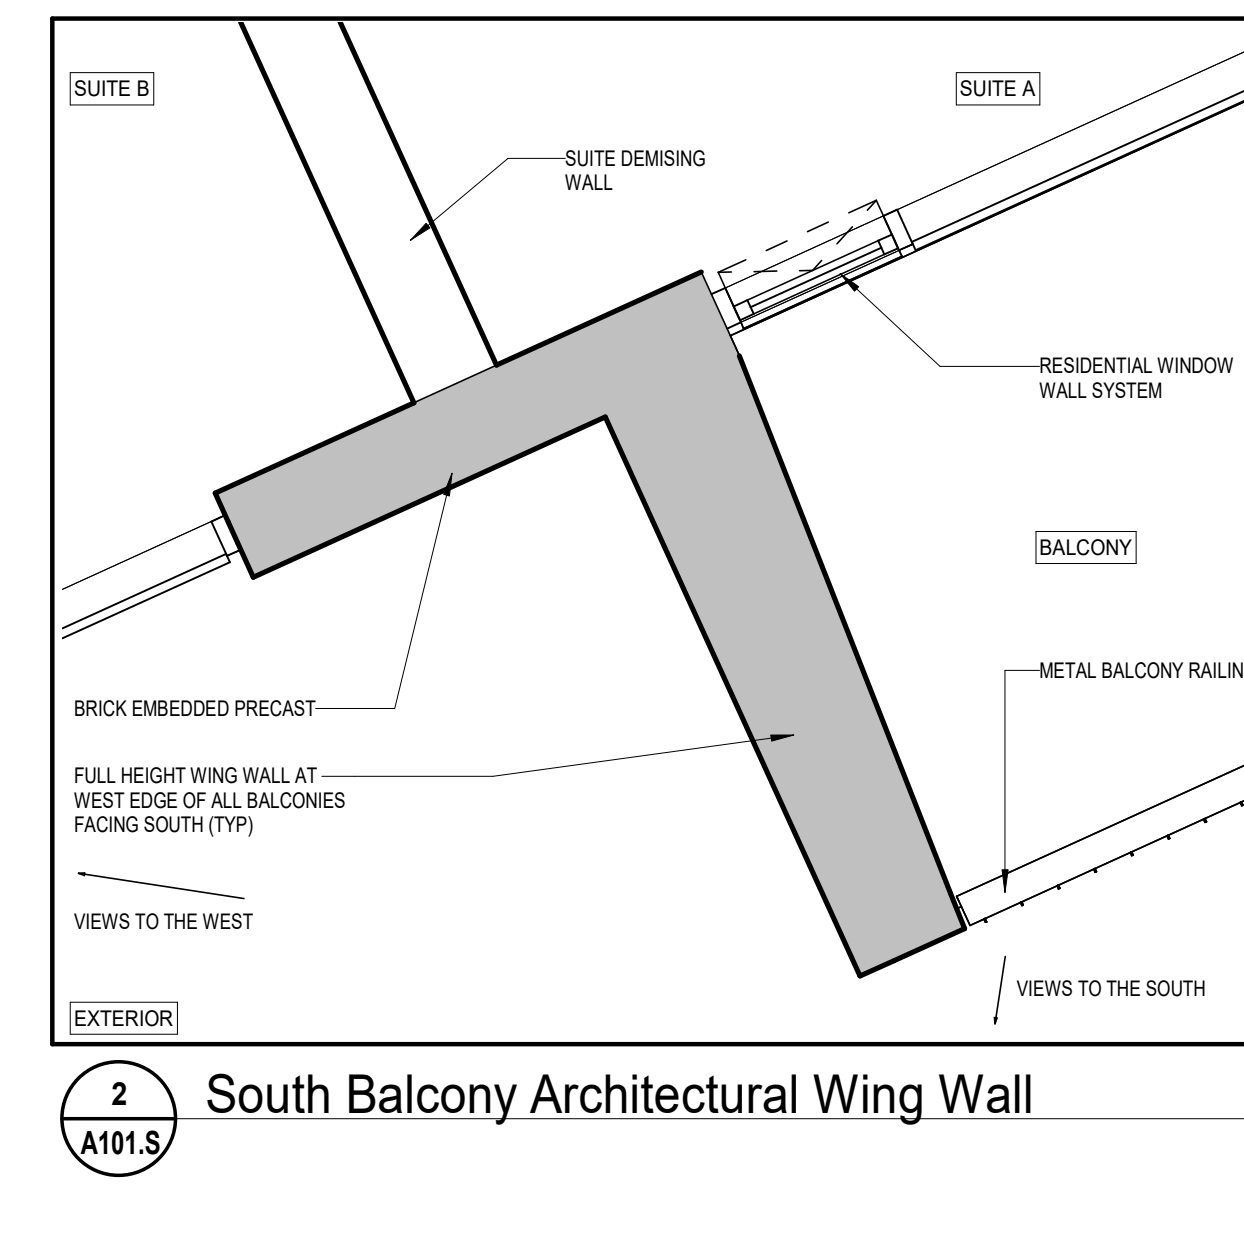 SUITE B
SUITE A
SUITE DEMISING
WALL
RESIDENTIAL WINDOW
WALL SYSTEM
BALCONY
METAL BALCONY RAILIN
BRICK EMBEDDED PRECAST
FULL HEIGHT WING WALL AT
WEST EDGE OF ALL BALCONIES
FACING SOUTH (TYP)
VIEWS TO THE WEST
VIEWS TO THE SOUTH
EXTERIOR
2
A101.S
South Balcony Architectural Wing Wall